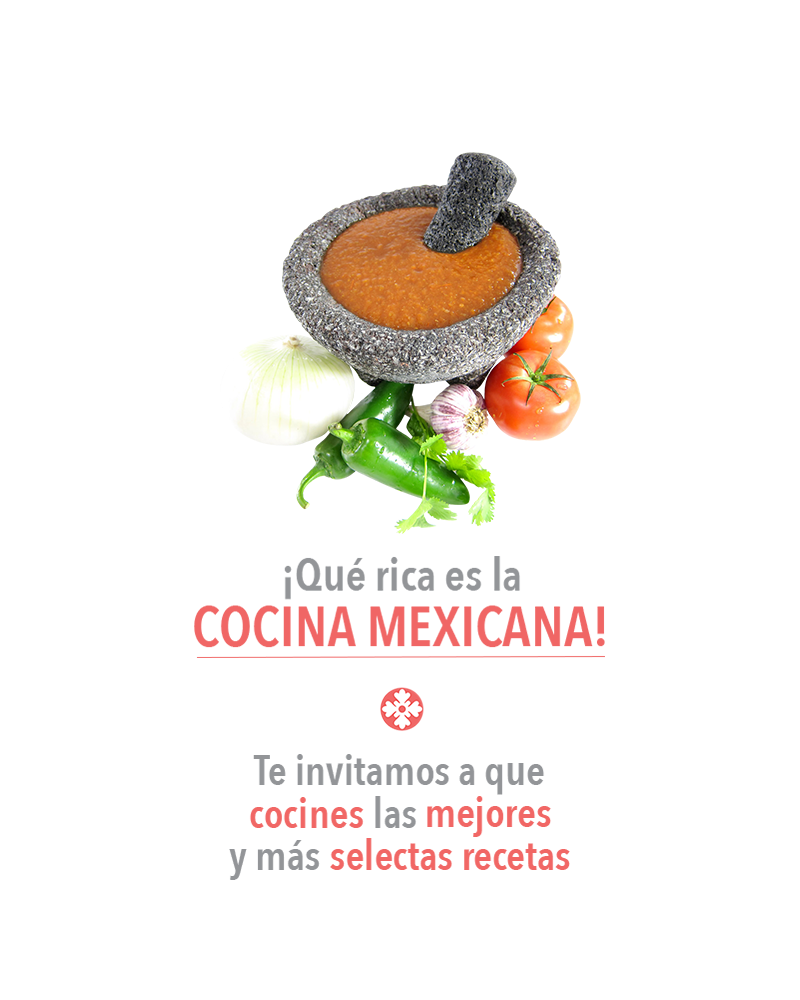 ¡Qué rica es la
COCINA MEXICANA!
Te invitamos a que
cocines las mejores
y más selectas recetas